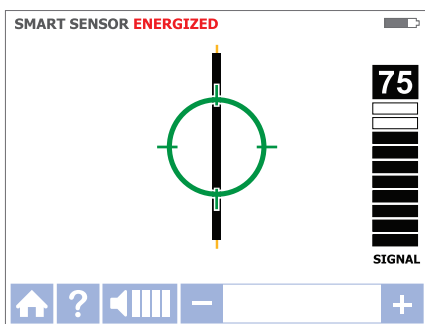 SMART SENSOR ENERGIZED
75
SIGNAL
?
− +